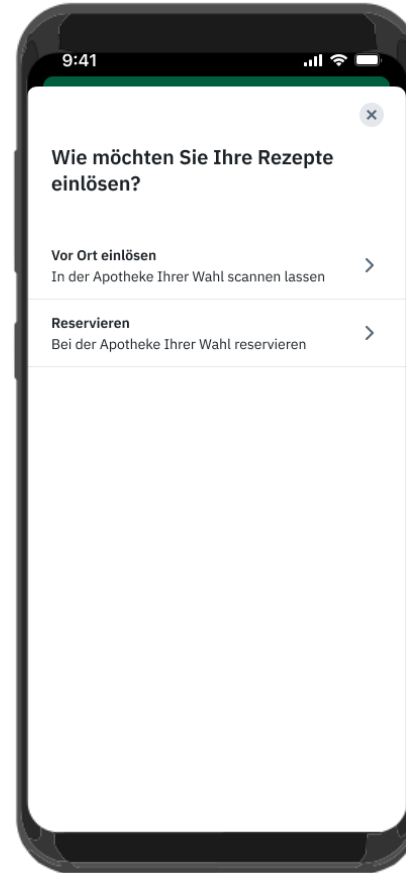 9:41
Wie möchten Sie Ihre Rezepte
einlösen?
Vor Ort einlösen
In der Apotheke Ihrer Wahl scannen lassen
Reservieren
Bei der Apotheke Ihrer Wahl reservieren